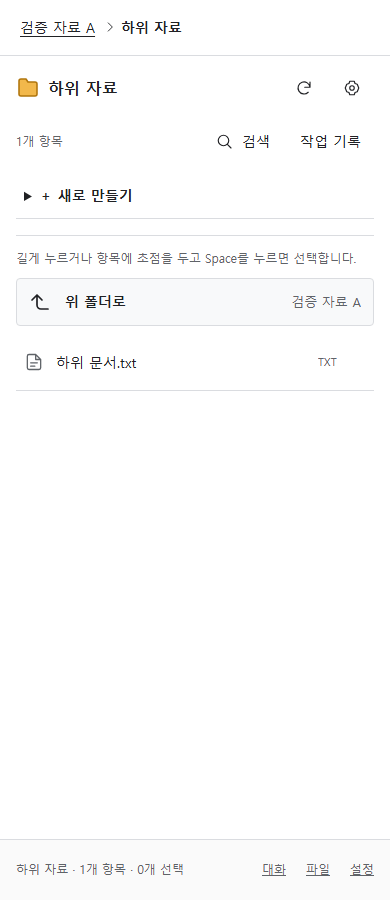 검증 자료 A > 하위 자료
하위 자료
1개 항목 검색 작업 기록
▶ + 새로 만들기
길게 누르거나 항목에 초점을 두고 Space를 누르면 선택합니다.
위 폴더로 검증 자료 A
하위 문서.txt TXT
하위 자료 · 1개 항목 · 0개 선택 대화 파일 설정